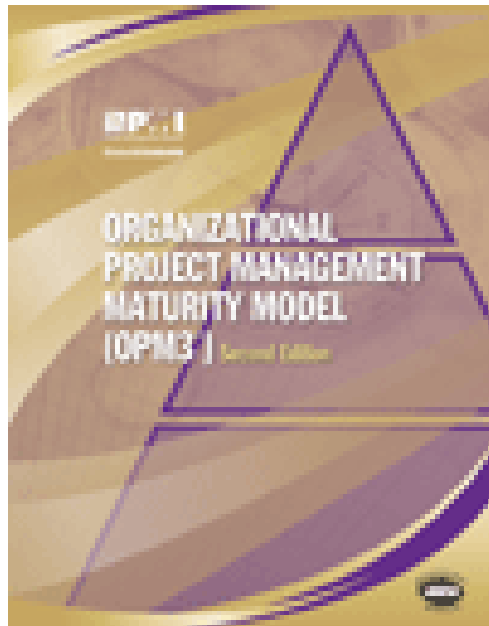 ORGANIZATIONAL
PROJECT MANAGEMENT
MATURITY MODEL
(OPM3®) Second Edition